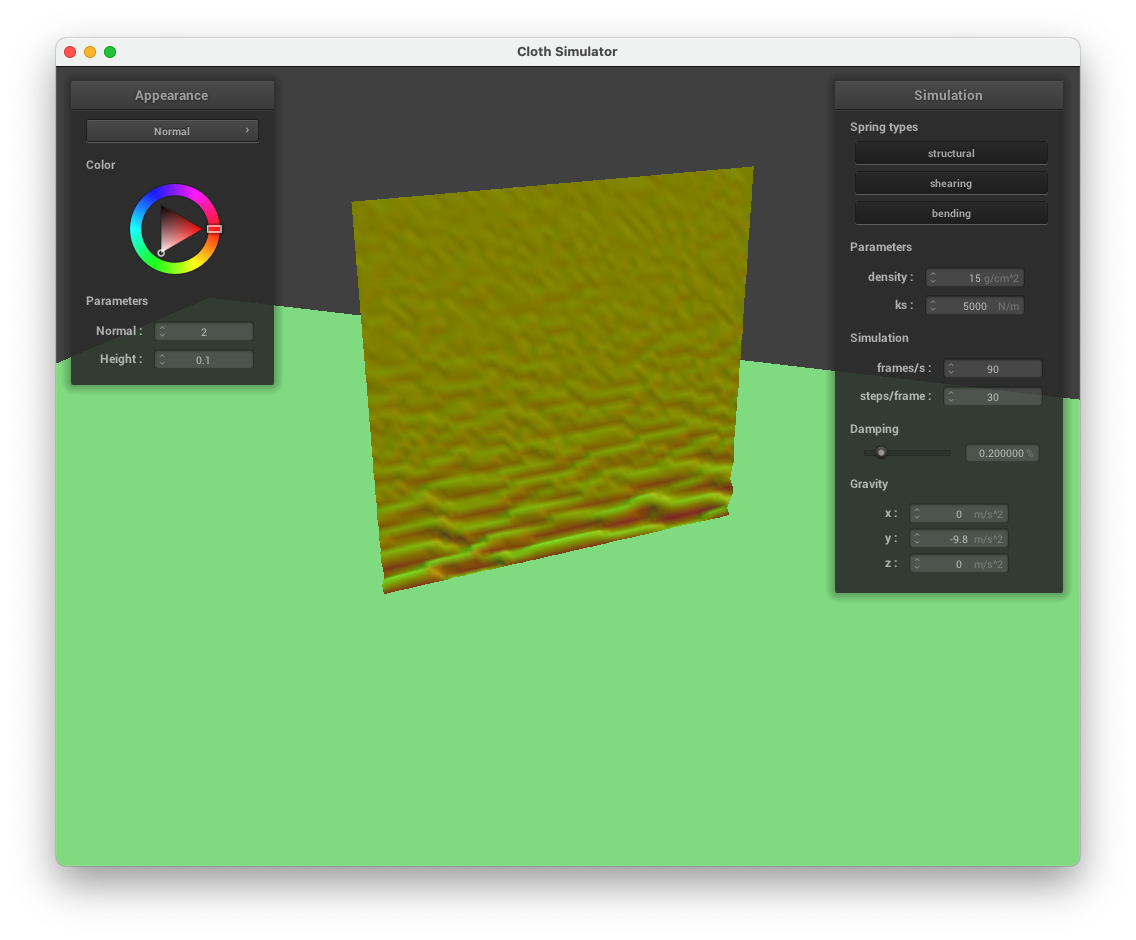 Cloth Simulator
Appearance
Normal
Color
Parameters
Normal : 2
Height : 0.1
Simulation
Spring types
structural
shearing
bending
Parameters
density : 15 g/cm^2
ks : 5000 N/m
Simulation
frames/s : 90
steps/frame : 30
Damping
0.200000 %
Gravity
x : 0 m/s^2
y : -9.8 m/s^2
z : 0 m/s^2